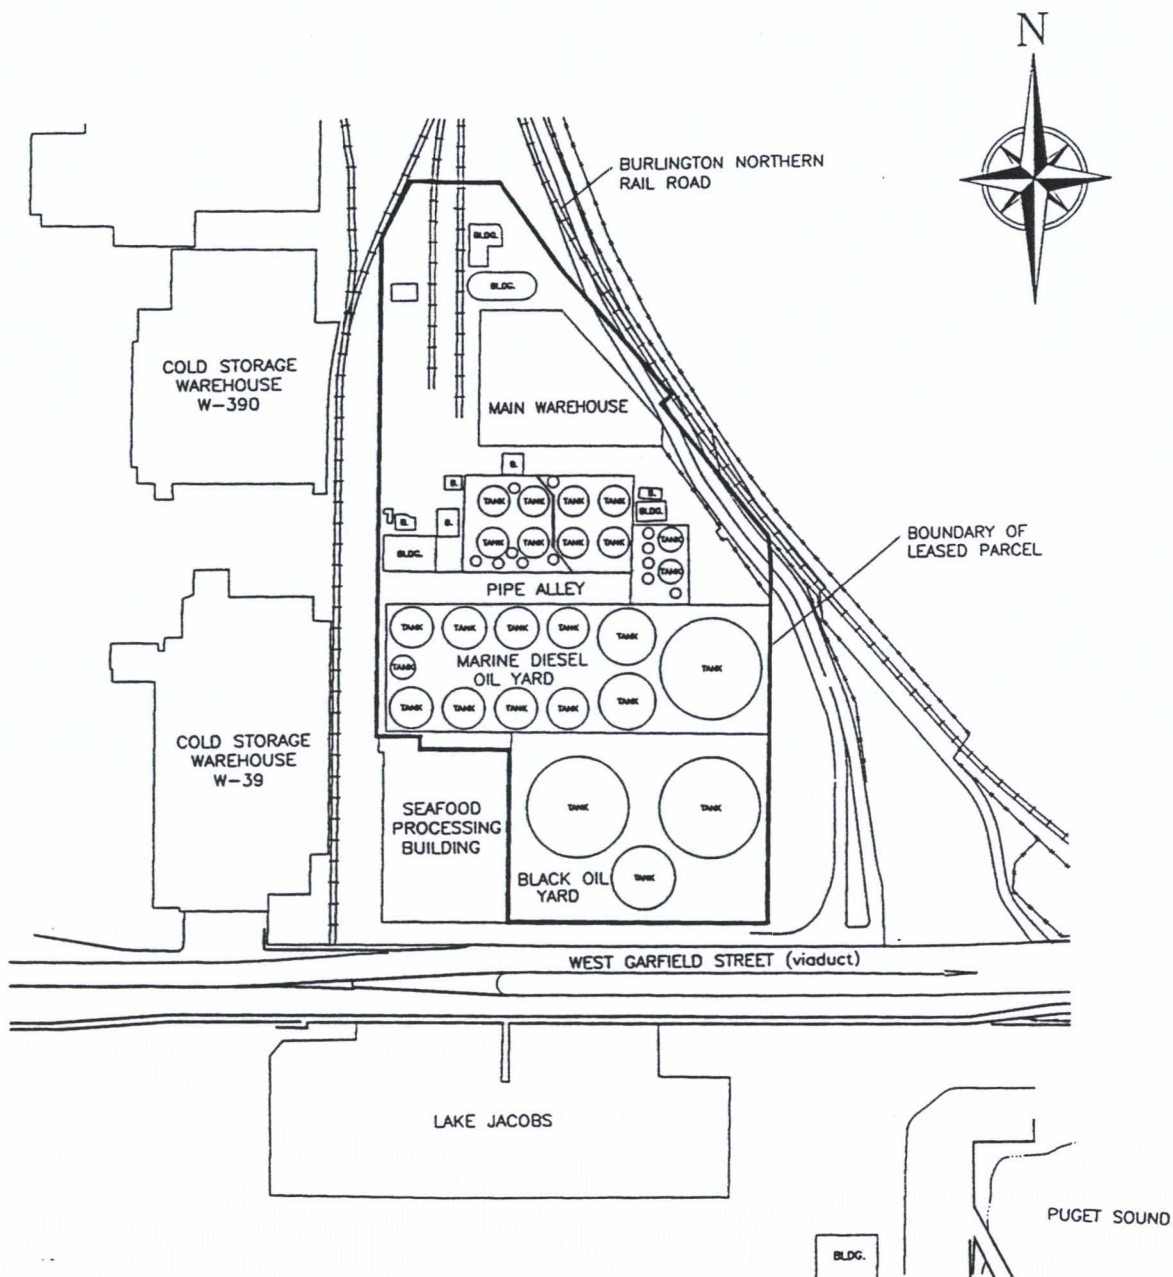 N
BURLINGTON NORTHERN
RAIL ROAD
BLDG.
BLDG.
COLD STORAGE
WAREHOUSE
W-390
MAIN WAREHOUSE
B.
B.
TANK TANK TANK TANK
B.
BLDG.
B.
B.
BLDG.
TANK TANK TANK TANK
TANK
TANK
BOUNDARY OF
LEASED PARCEL
PIPE ALLEY
TANK TANK TANK TANK TANK
TANK
TANK
MARINE DIESEL
OIL YARD
TANK TANK TANK TANK TANK
COLD STORAGE
WAREHOUSE
W-39
SEAFOOD
PROCESSING
BUILDING
TANK TANK
TANK
BLACK OIL
YARD
WEST GARFIELD STREET (viaduct)
LAKE JACOBS
PUGET SOUND
BLDG.